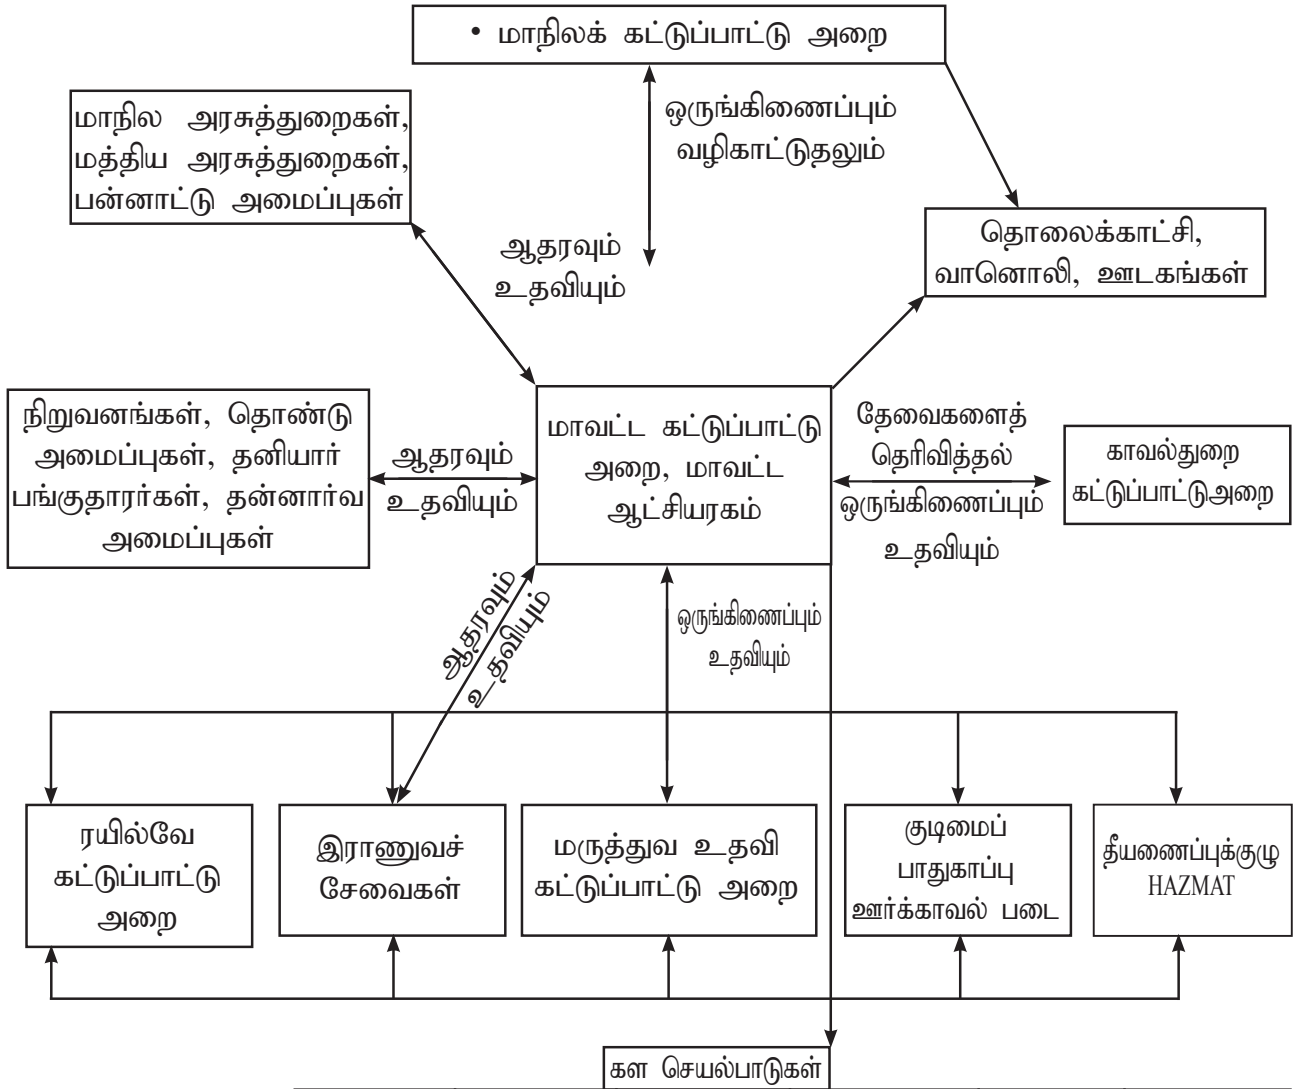 • மாநிலக் கட்டுப்பாட்டு அறை
ஒருங்கிணைப்பும்
வழிகாட்டுதலும்
மாநில அரசுத்துறைகள்,
மத்திய அரசுத்துறைகள்,
பன்னாட்டு அமைப்புகள்
ஆதரவும்
உதவியும்
தொலைக்காட்சி,
வானொலி, ஊடகங்கள்
நிறுவனங்கள், தொண்டு
அமைப்புகள், தனியார்
பங்குதாரர்கள், தன்னார்வ
அமைப்புகள்
ஆதரவும்
உதவியும்
மாவட்ட கட்டுப்பாட்டு
அறை, மாவட்ட
ஆட்சியரகம்
தேவைகளைத்
தெரிவித்தல்
ஒருங்கிணைப்பும்
உதவியும்
காவல்துறை
கட்டுப்பாட்டுஅறை
ஆதரவும்
உதவியும்
ஒருங்கிணைப்பும்
உதவியும்
ரயில்வே
கட்டுப்பாட்டு
அறை
இராணுவச்
சேவைகள்
மருத்துவ உதவி
கட்டுப்பாட்டு அறை
குடிமைப்
பாதுகாப்பு
ஊர்க்காவல் படை
தீயணைப்புக்குழு
HAZMAT
கள செயல்பாடுகள்